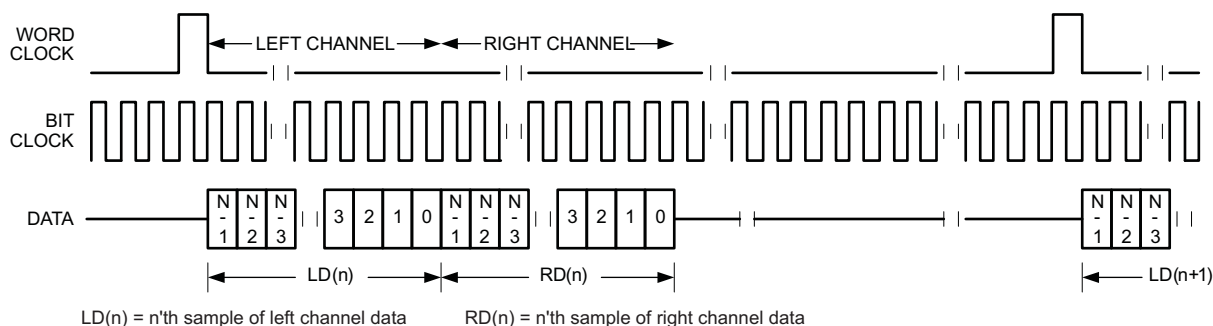 WORD
CLOCK
LEFT CHANNEL
RIGHT CHANNEL
BIT
CLOCK
DATA
N
-
1
N
-
2
N
-
3
3 2 1 0
N
-
1
N
-
2
N
-
3
3 2 1 0
N
-
1
N
-
2
N
-
3
LD(n)
RD(n)
LD(n+1)
LD(n) = n'th sample of left channel data
RD(n) = n'th sample of right channel data